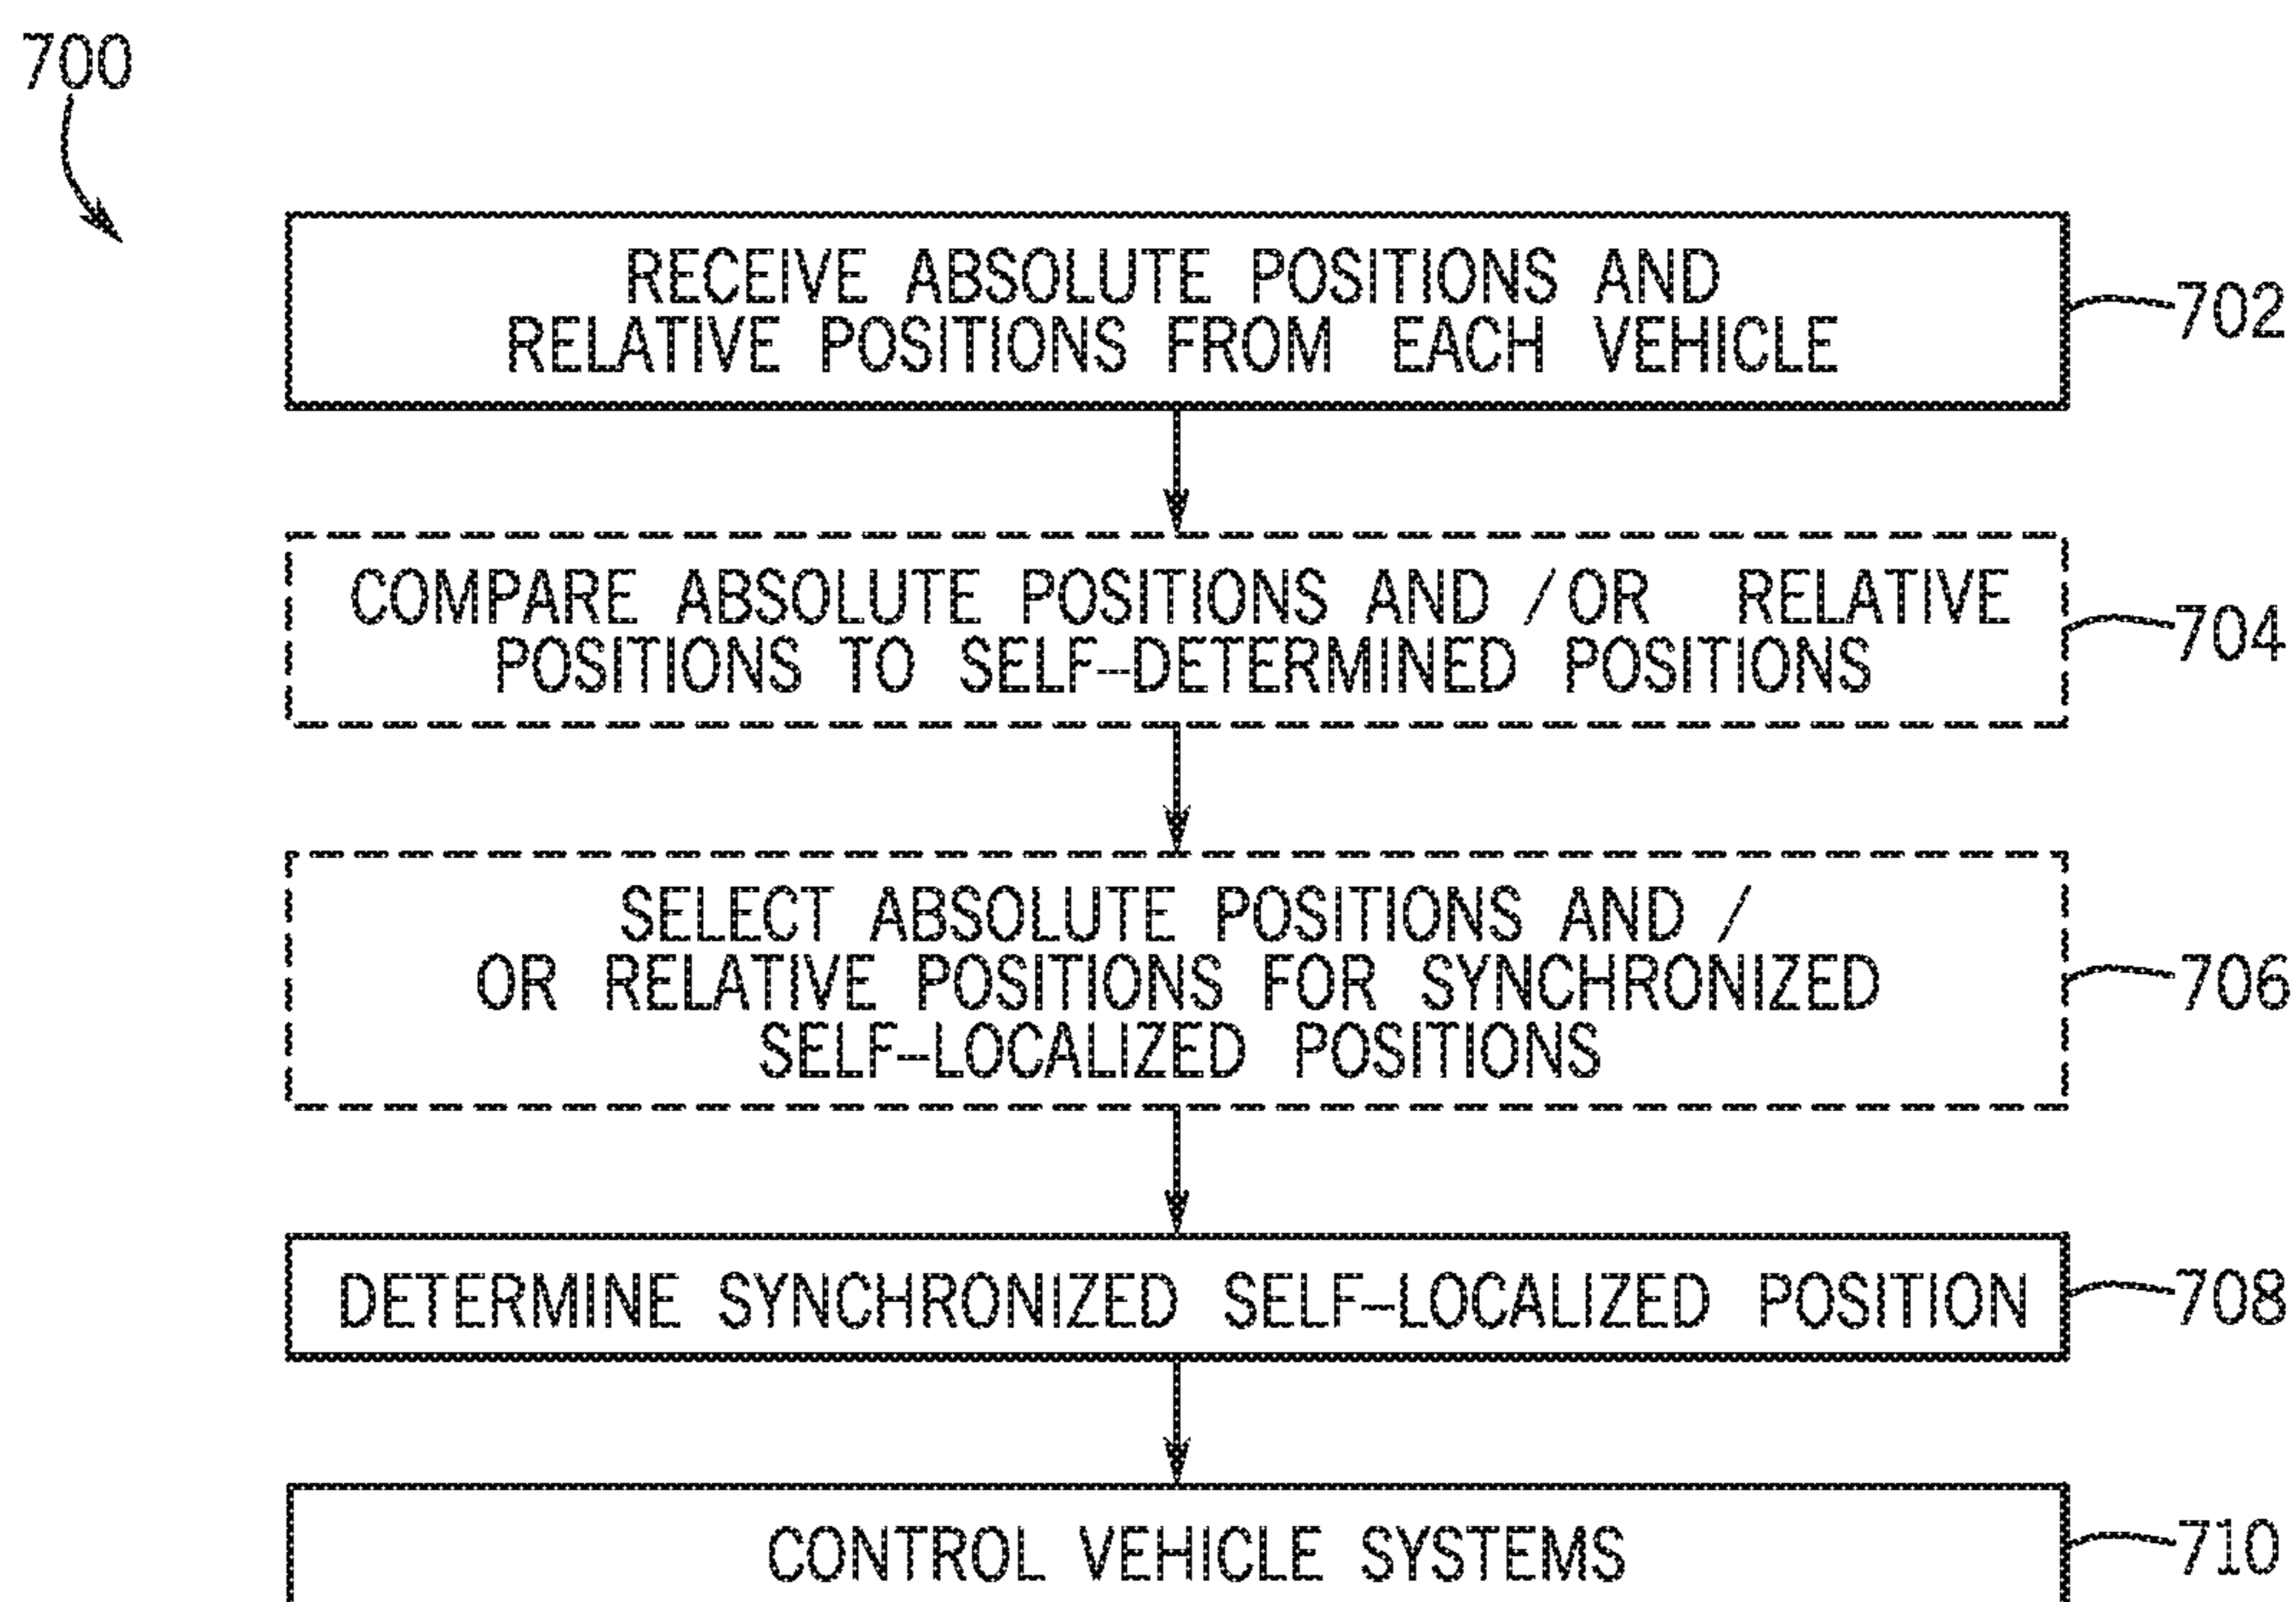 700
RECEIVE ABSOLUTE POSITIONS AND
RELATIVE POSITIONS FROM EACH VEHICLE
702
COMPARE ABSOLUTE POSITIONS AND /OR RELATIVE
POSITIONS TO SELF-DETERMINED POSITIONS
704
SELECT ABSOLUTE POSITIONS AND /
OR RELATIVE POSITIONS FOR SYNCHRONIZED
SELF-LOCALIZED POSITIONS
706
DETERMINE SYNCHRONIZED SELF-LOCALIZED POSITION
708
CONTROL VEHICLE SYSTEMS
710